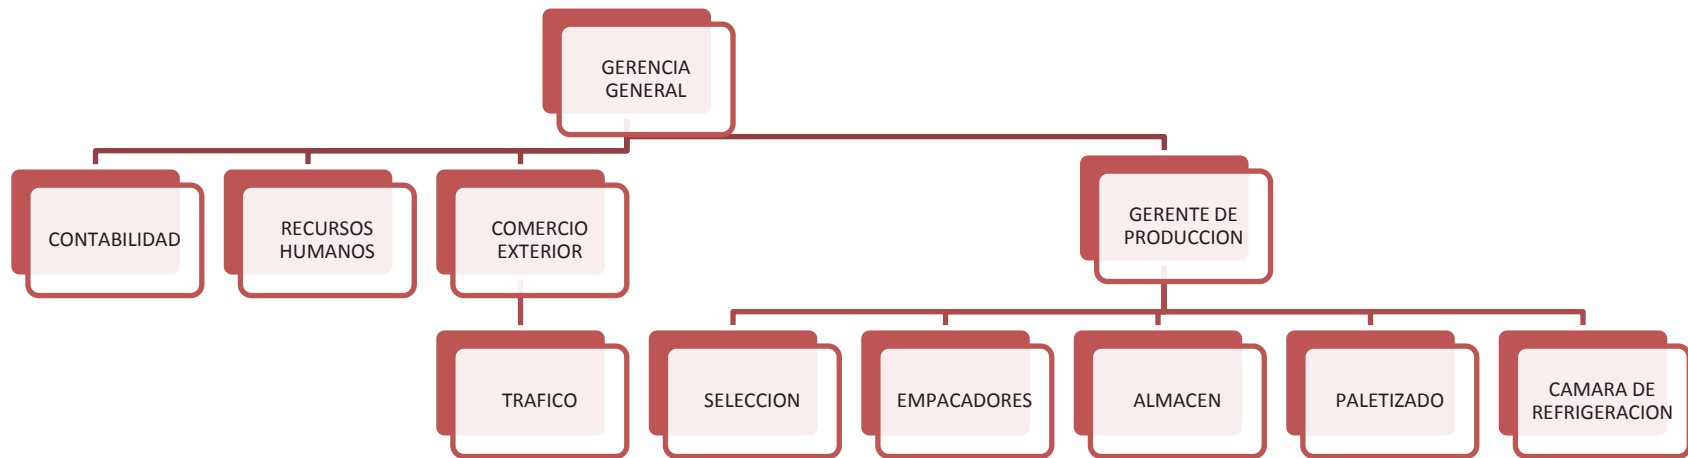 GERENCIA
GENERAL
CONTABILIDAD
RECURSOS
HUMANOS
COMERCIO
EXTERIOR
GERENTE DE
PRODUCCION
TRAFICO
SELECCION
EMPACADORES
ALMACEN
PALETIZADO
CAMARA DE
REFRIGERACION